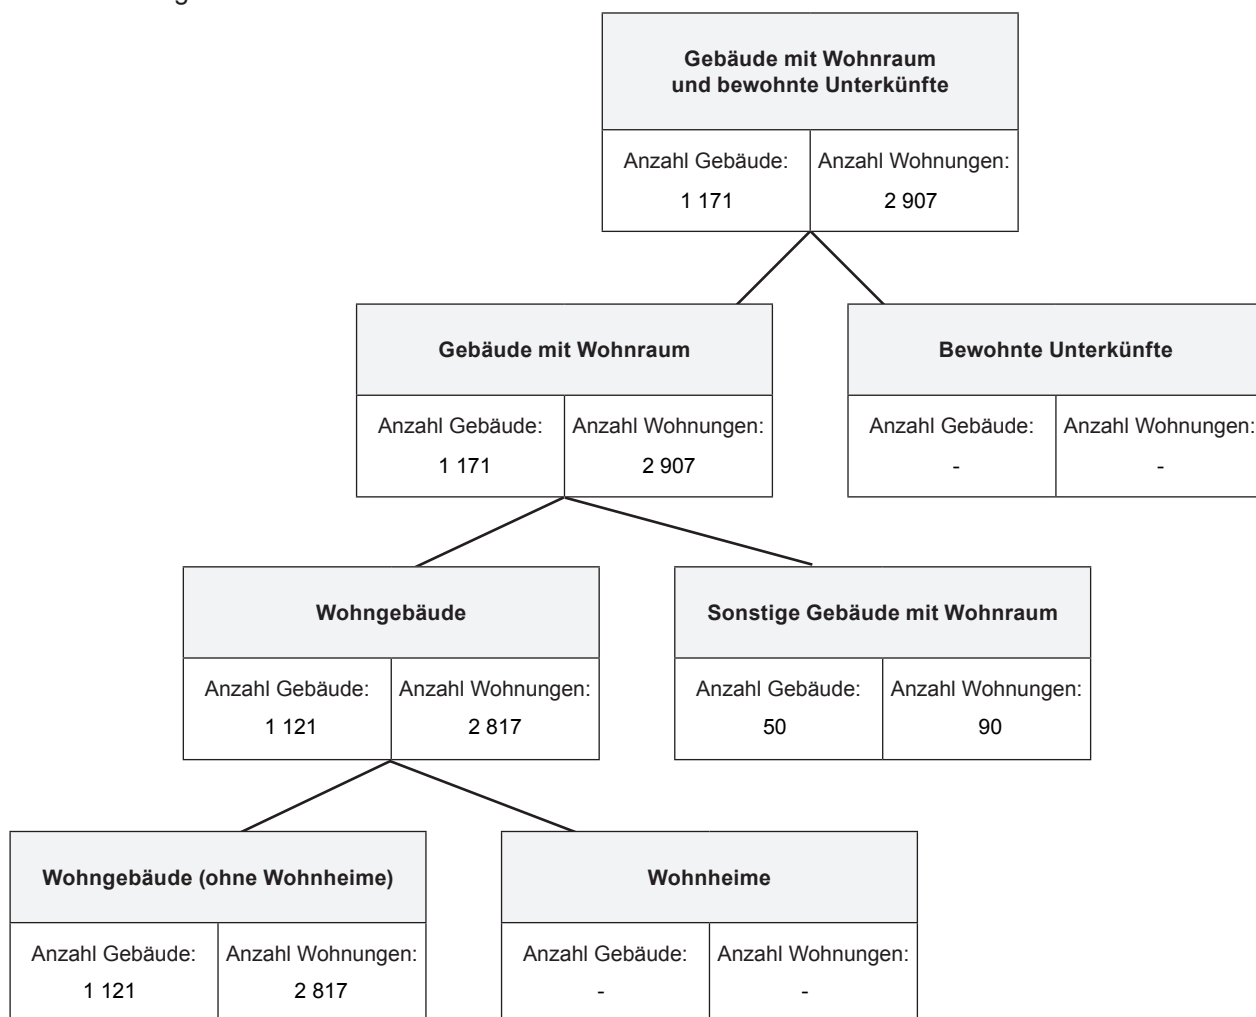 Gebäude mit Wohnraum
und bewohnte Unterkünfte
Anzahl Gebäude: Anzahl Wohnungen:
1 171 2 907
Gebäude mit Wohnraum
Anzahl Gebäude: Anzahl Wohnungen:
1 171 2 907
Bewohnte Unterkünfte
Anzahl Gebäude: Anzahl Wohnungen:
- -
Wohngebäude
Anzahl Gebäude: Anzahl Wohnungen:
1 121 2 817
Sonstige Gebäude mit Wohnraum
Anzahl Gebäude: Anzahl Wohnungen:
50 90
Wohngebäude (ohne Wohnheime)
Anzahl Gebäude: Anzahl Wohnungen:
1 121 2 817
Wohnheime
Anzahl Gebäude: Anzahl Wohnungen:
- -